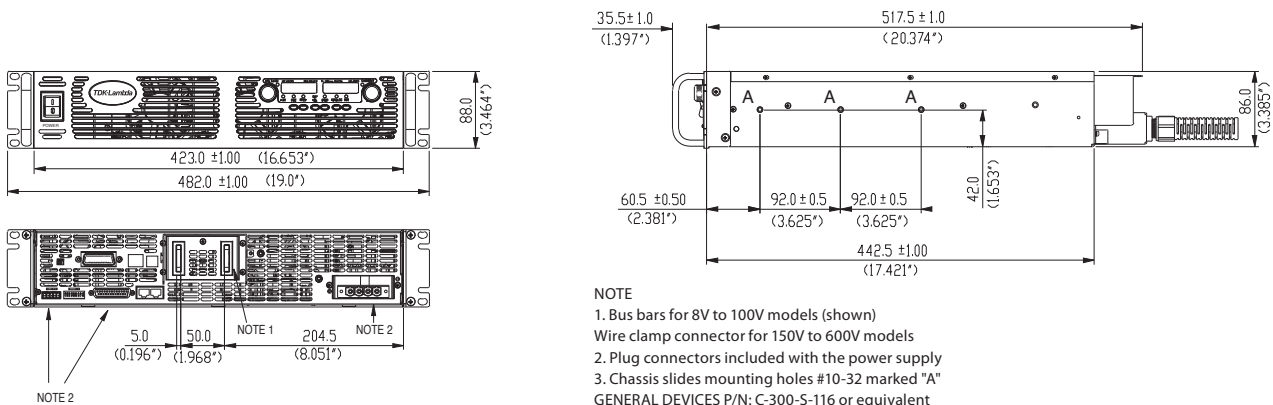 TDK-Lambda
POWER
88.0
(3.464″)
423.0 ±1.00 (16.653″)
482.0 ±1.00 (19.0″)
5.0
(0.196″)
50.0
(1.968″)
NOTE 1
204.5
(8.051″)
NOTE 2
NOTE 2
35.5± 1.0
(1.397″)
517.5 ± 1.0
(20.374″)
A
A
A
86.0
(3.385″)
42.0
(1.653″)
60.5 ±0.50
(2.381″)
92.0 ± 0.5
(3.625″)
92.0 ± 0.5
(3.625″)
442.5 ±1.00
(17.421″)
NOTE
1. Bus bars for 8V to 100V models (shown)
Wire clamp connector for 150V to 600V models
2. Plug connectors included with the power supply
3. Chassis slides mounting holes #10-32 marked "A"
GENERAL DEVICES P/N: C-300-S-116 or equivalent